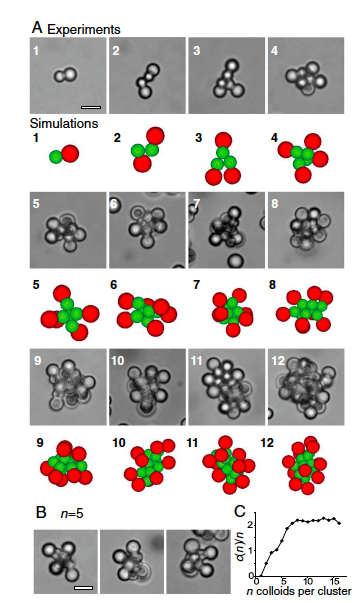 A Experiments
1 2 3 4
Simulations
1 2 3 4
5 6 7 8
5 6 7 8
9 10 11 12
9 10 11 12
B n=5
C
c(n)/n
2
1
0
0 5 10 15
n colloids per cluster